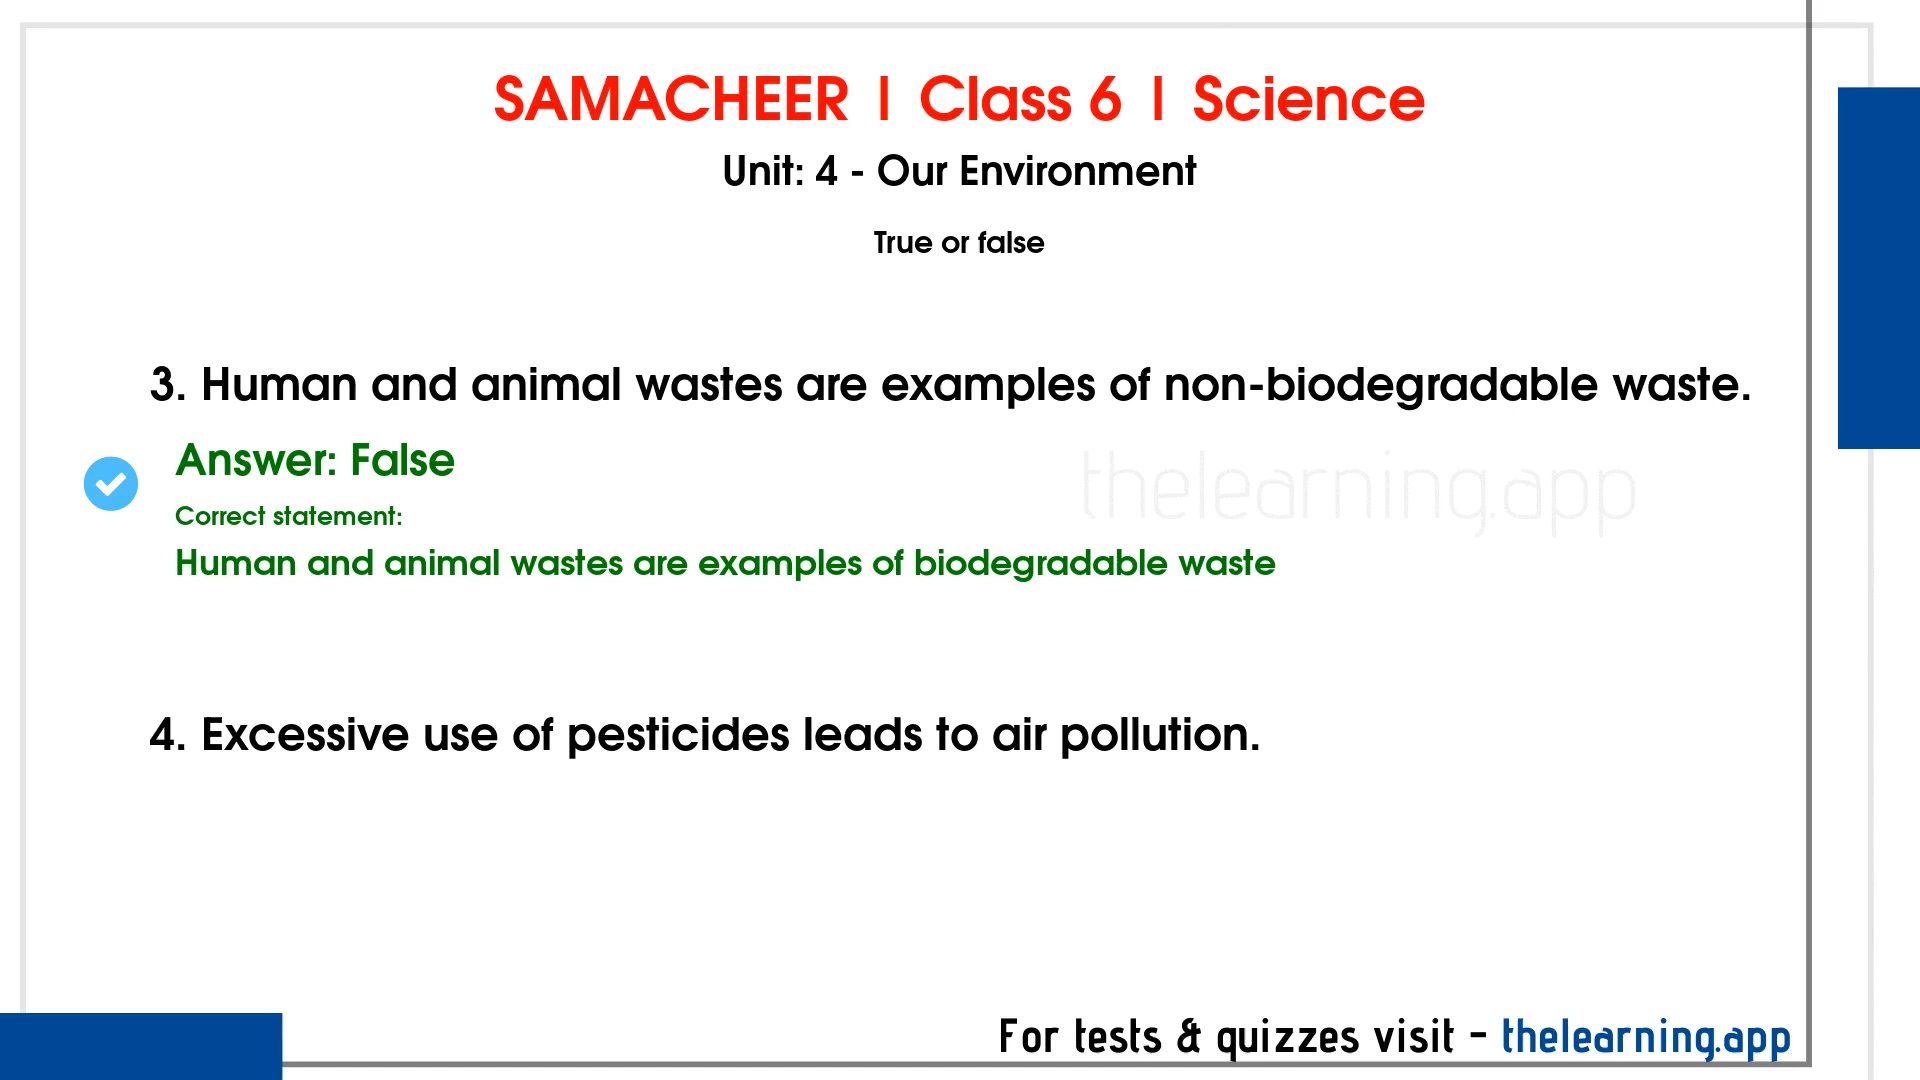 SAMACHEER | Class 6 | Science
Unit: 4 - Our Environment
True or false
3. Human and animal wastes are examples of non-biodegradable waste.
Answer: False
thelearning.app
Correct statement:
Human and animal wastes are examples of biodegradable waste
4. Excessive use of pesticides leads to air pollution.
For tests & quizzes visit - thelearning.app